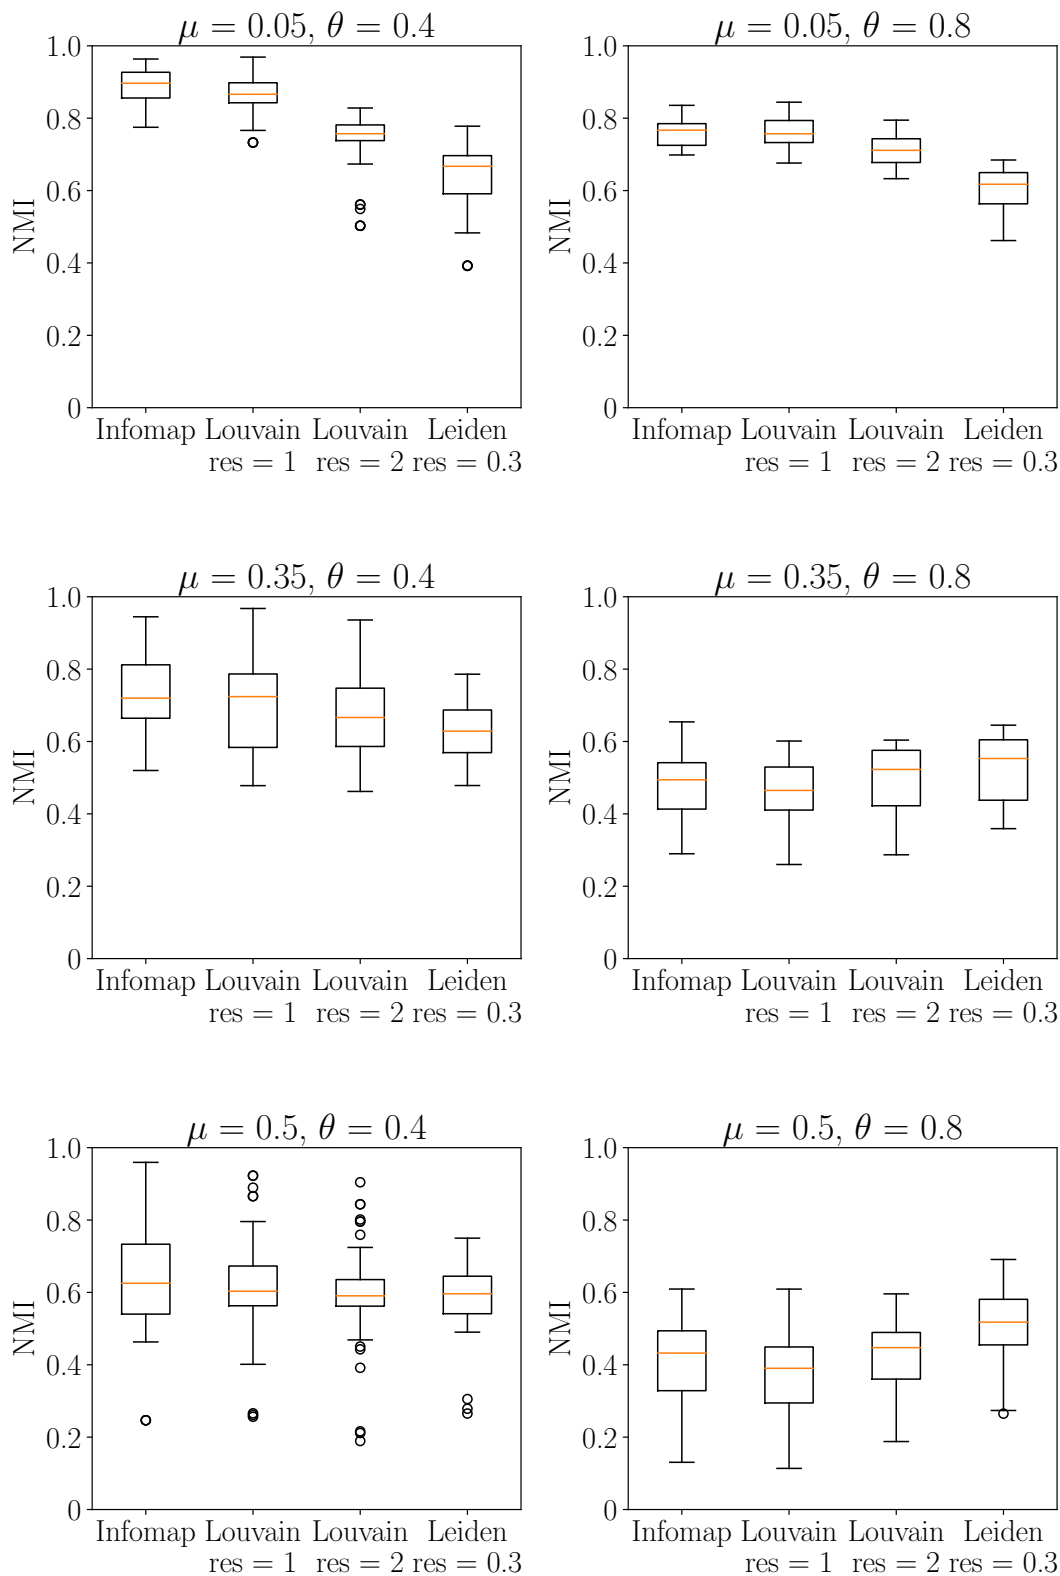 μ = 0.05, θ = 0.4
1.0
0.8
0.6
0.4
0.2
0
NMI
Infomap Louvain Louvain Leiden
res = 1 res = 2 res = 0.3
μ = 0.05, θ = 0.8
1.0
0.8
0.6
0.4
0.2
0
NMI
Infomap Louvain Louvain Leiden
res = 1 res = 2 res = 0.3
μ = 0.35, θ = 0.4
1.0
0.8
0.6
0.4
0.2
0
NMI
Infomap Louvain Louvain Leiden
res = 1 res = 2 res = 0.3
μ = 0.35, θ = 0.8
1.0
0.8
0.6
0.4
0.2
0
NMI
Infomap Louvain Louvain Leiden
res = 1 res = 2 res = 0.3
μ = 0.5, θ = 0.4
1.0
0.8
0.6
0.4
0.2
0
NMI
Infomap Louvain Louvain Leiden
res = 1 res = 2 res = 0.3
μ = 0.5, θ = 0.8
1.0
0.8
0.6
0.4
0.2
0
NMI
Infomap Louvain Louvain Leiden
res = 1 res = 2 res = 0.3